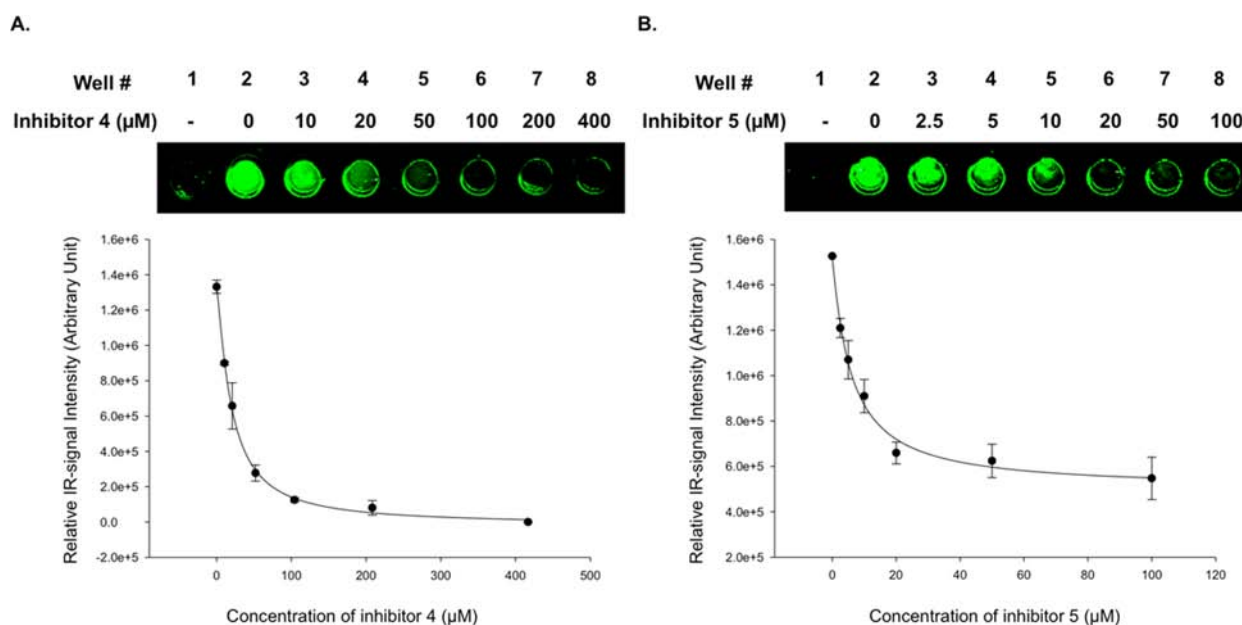 A.
Well # 1 2 3 4 5 6 7 8
Inhibitor 4 (µM) - 0 10 20 50 100 200 400
Relative IR-signal Intensity (Arbitrary Unit)
1.6e+6
1.4e+6
1.2e+6
1.0e+6
8.0e+5
6.0e+5
4.0e+5
2.0e+5
0.0
-2.0e+5
0 100 200 300 400 500
Concentration of inhibitor 4 (µM)
B.
Well # 1 2 3 4 5 6 7 8
Inhibitor 5 (µM) - 0 2.5 5 10 20 50 100
Relative IR-signal Intensity (Arbitrary Unit)
1.6e+6
1.4e+6
1.2e+6
1.0e+6
8.0e+5
6.0e+5
4.0e+5
2.0e+5
0 20 40 60 80 100 120
Concentration of inhibitor 5 (µM)